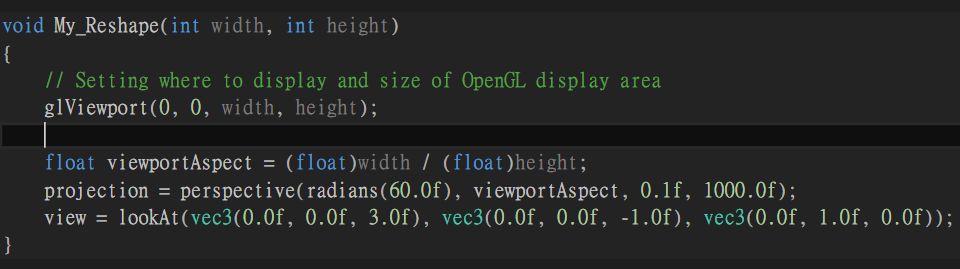 void My_Reshape(int width, int height)
{
    // Setting where to display and size of OpenGL display area
    glViewport(0, 0, width, height);
    float viewportAspect = (float)width / (float)height;
    projection = perspective(radians(60.0f), viewportAspect, 0.1f, 1000.0f);
    view = lookAt(vec3(0.0f, 0.0f, 3.0f), vec3(0.0f, 0.0f, -1.0f), vec3(0.0f, 1.0f, 0.0f));
}